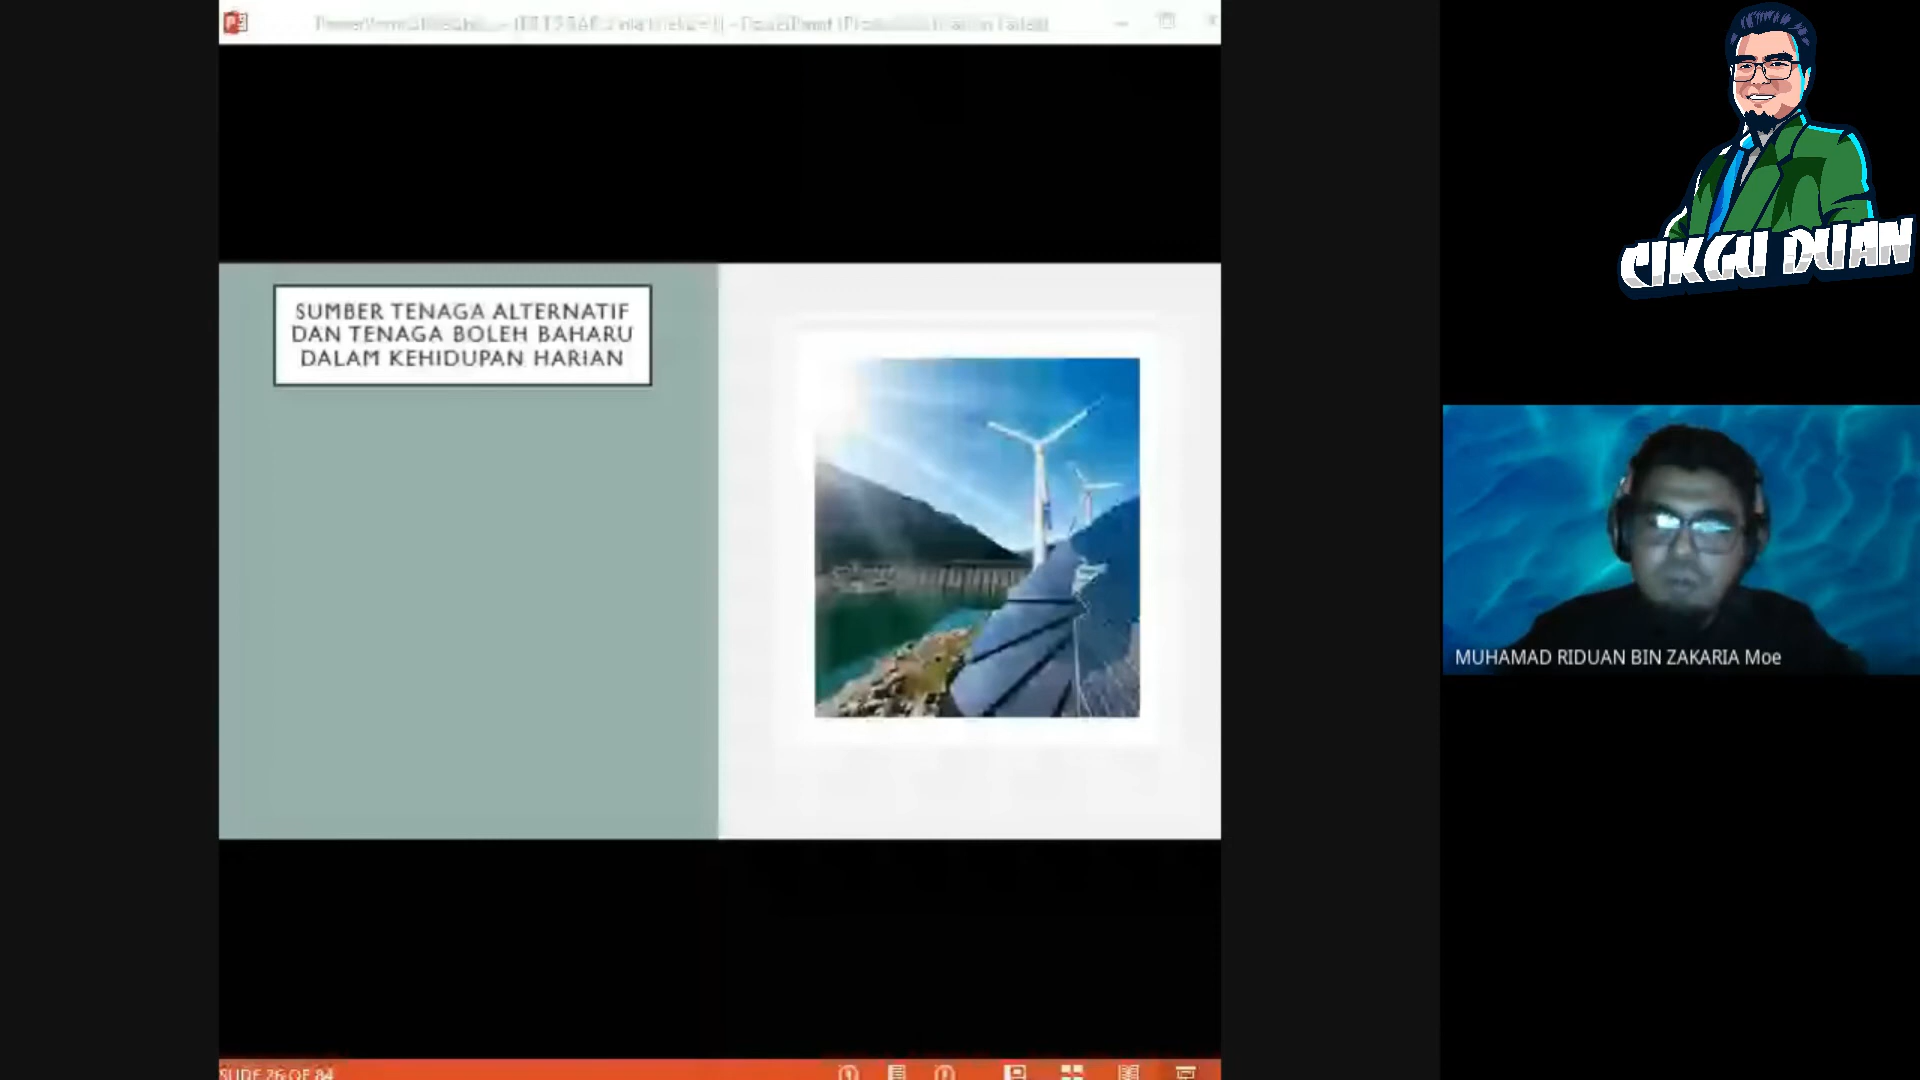 SUMBER TENAGA ALTERNATIF
DAN TENAGA BOLEH BAHARU
DALAM KEHIDUPAN HARIAN
CIKGU DUAN
MUHAMAD RIDUAN BIN ZAKARIA Moe
SLIDE 26 OF 84